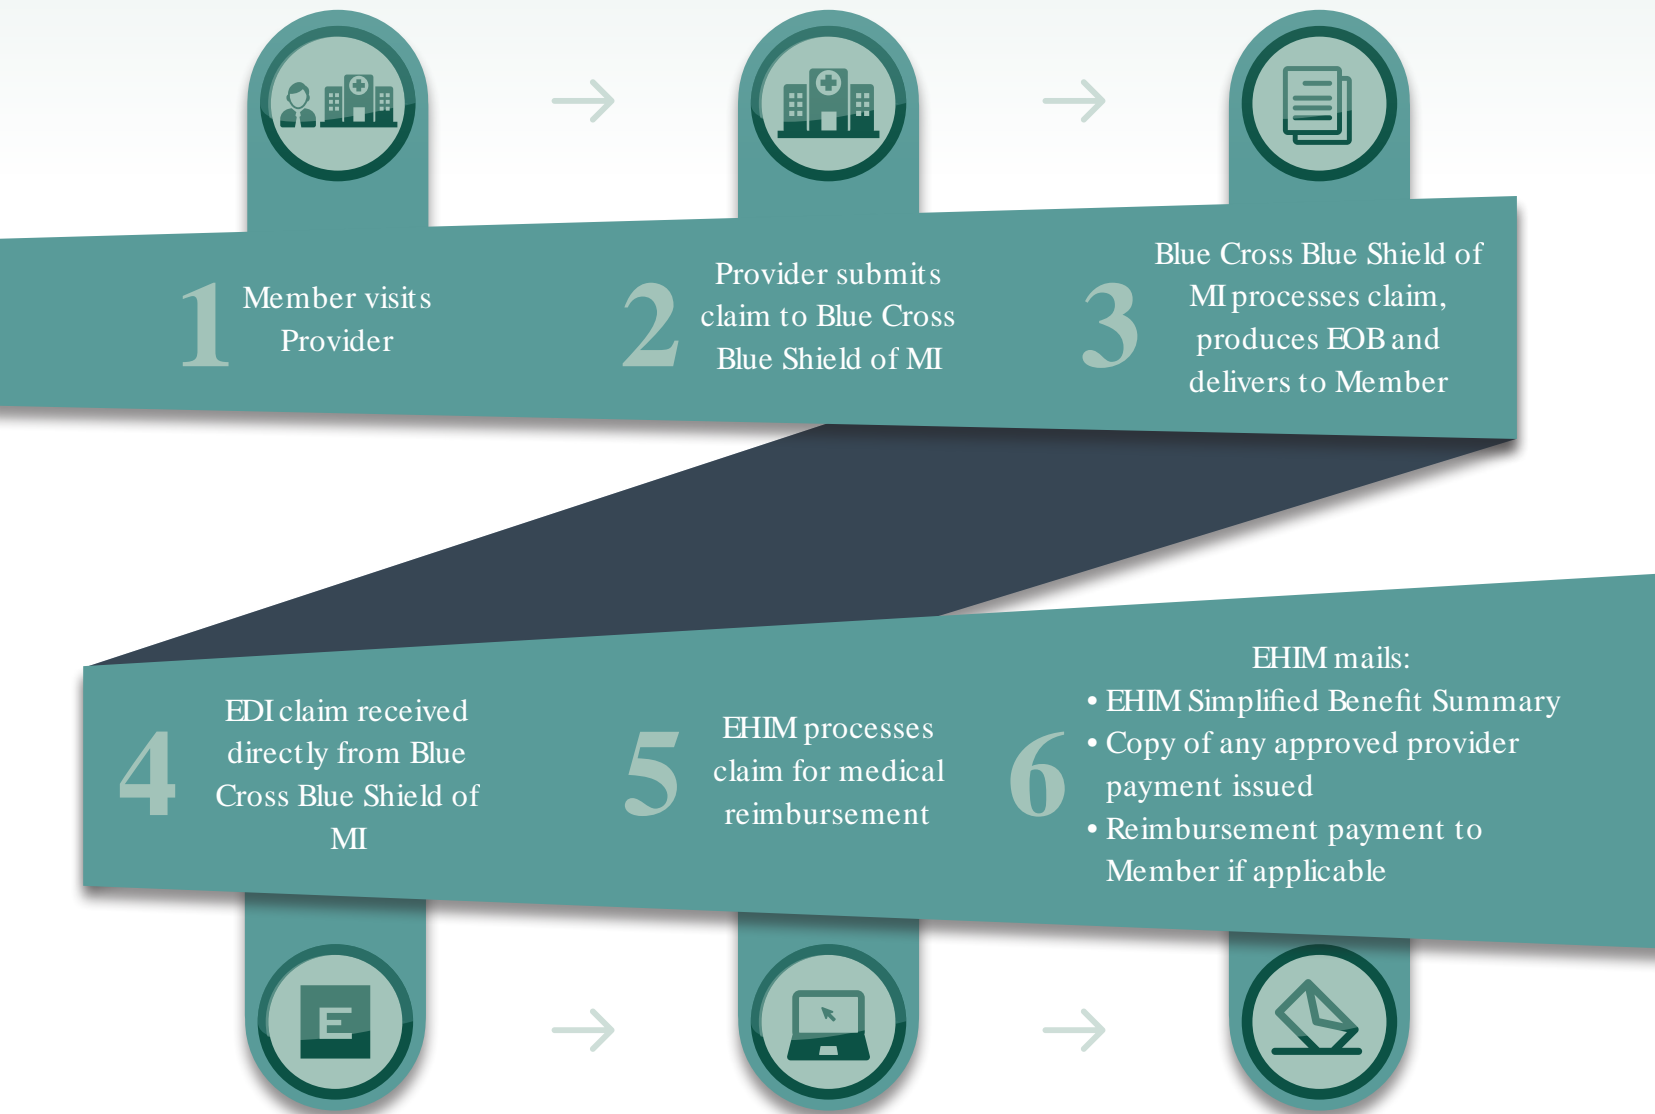 1
Member visits
Provider
2
Provider submits
claim to Blue Cross
Blue Shield of MI
3
Blue Cross Blue Shield of
MI processes claim,
produces EOB and
delivers to Member
4
EDI claim received
directly from Blue
Cross Blue Shield of
MI
5
EHIM processes
claim for medical
reimbursement
6
EHIM mails:
• EHIM Simplified Benefit Summary
• Copy of any approved provider
payment issued
• Reimbursement payment to
Member if applicable
E